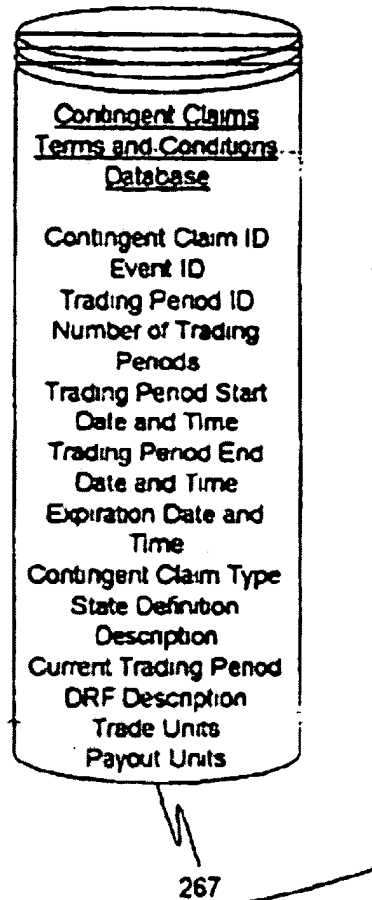 Contingent Claims
Terms and Conditions
Database
Contingent Claim ID
Event ID
Trading Period ID
Number of Trading
Periods
Trading Period Start
Date and Time
Trading Period End
Date and Time
Expiration Date and
Time
Contingent Claim Type
State Definition
Description
Current Trading Period
DRF Description
Trade Units
Payout Units
267